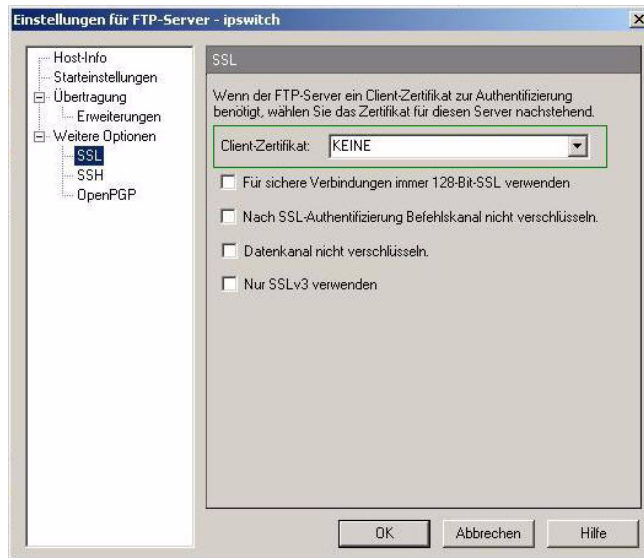 Einstellungen für FTP-Server - ipswitch
Host-Info
Starteinstellungen
Übertragung
Erweiterungen
Weitere Optionen
SSL
SSH
OpenPGP
SSL
Wenn der FTP-Server ein Client-Zertifikat zur Authentifizierung
benötigt, wählen Sie das Zertifikat für diesen Server nachstehend.
Client-Zertifikat: KEINE
Für sichere Verbindungen immer 128-Bit-SSL verwenden
Nach SSL-Authentifizierung Befehlskanal nicht verschlüsseln.
Datenkanal nicht verschlüsseln.
Nur SSLv3 verwenden
OK Abbrechen Hilfe